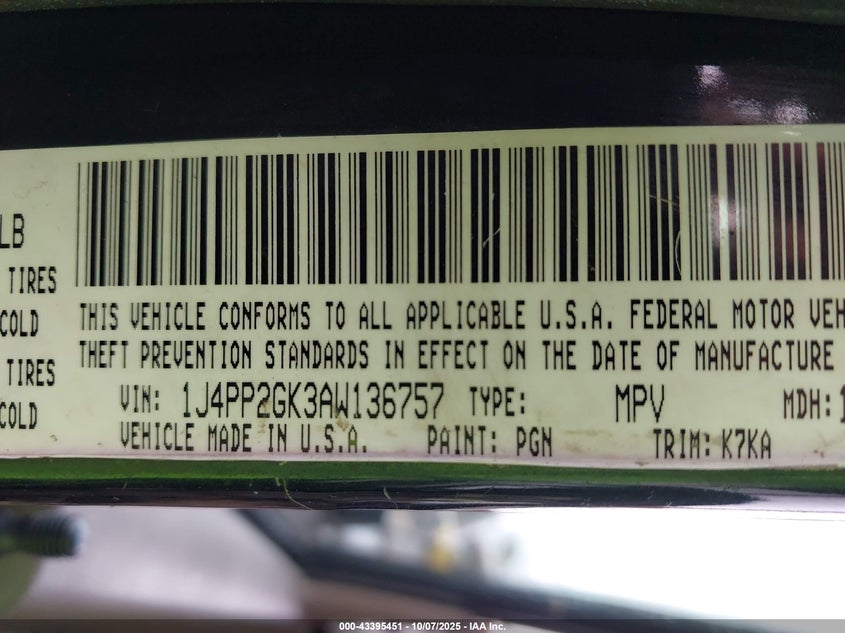 LB
TIRES
COLD
TIRES
COLD
THIS VEHICLE CONFORMS TO ALL APPLICABLE U.S.A. FEDERAL MOTOR VEH
THEFT PREVENTION STANDARDS IN EFFECT ON THE DATE OF MANUFACTURE
VIN: 1J4PP2GK3AW136757 TYPE: MPV MDH: 1
VEHICLE MADE IN U.S.A. PAINT: PGN TRIM: K7KA
000-43395451 - 10/07/2025 - IAA Inc.